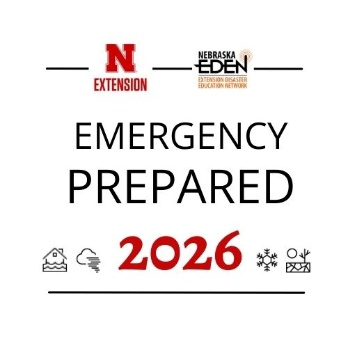 N
EXTENSION
NEBRASKA
EDEN
EXTENSION DISASTER
EDUCATION NETWORK
EMERGENCY
PREPARED
2026